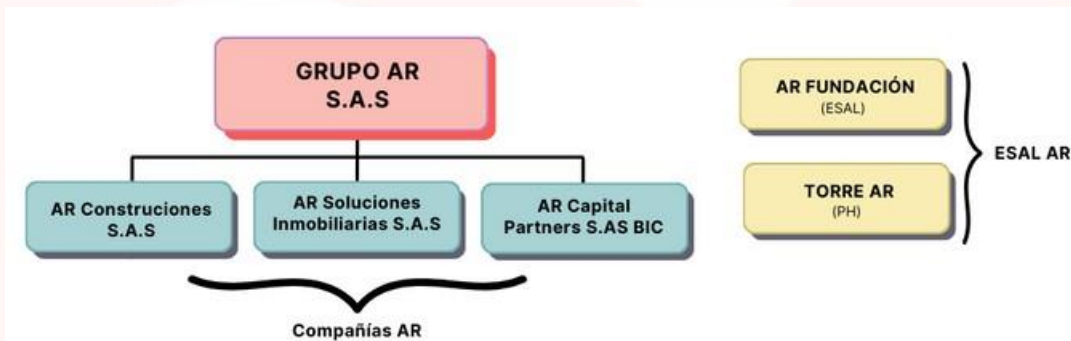 GRUPO AR
S.A.S
AR Construciones
S.A.S
AR Soluciones
Inmobiliarias S.A.S
AR Capital
Partners S.AS BIC
Compañías AR
AR FUNDACIÓN
(ESAL)
TORRE AR
(PH)
ESAL AR